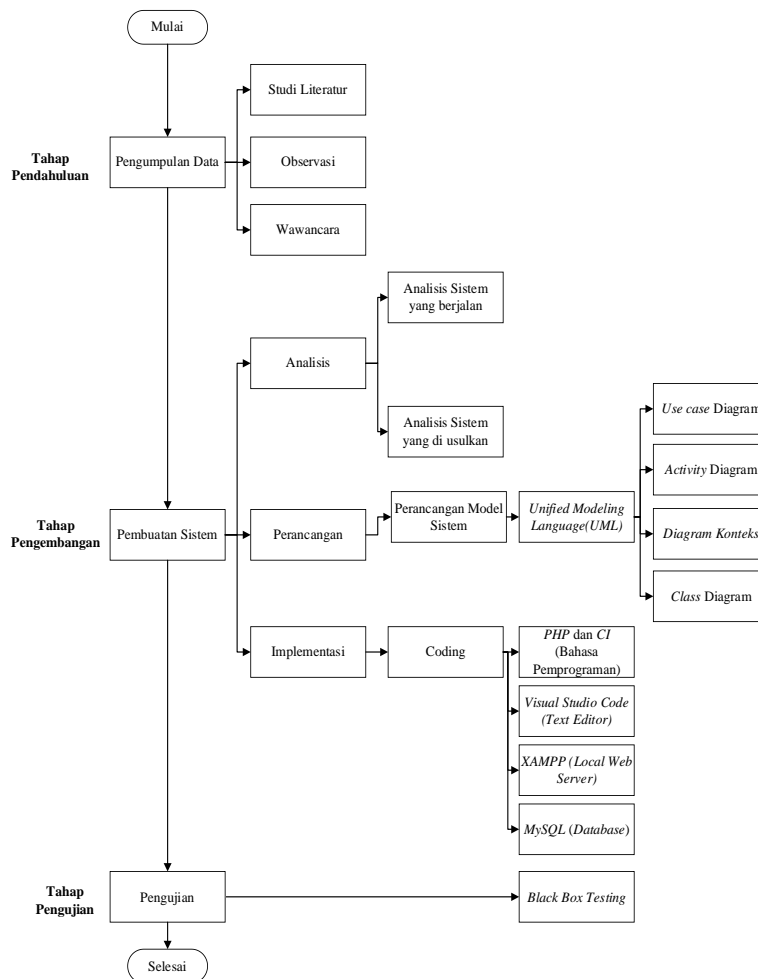 Mulai
Studi Literatur
Tahap
Pendahuluan
Pengumpulan Data
Observasi
Wawancara
Analisis Sistem
yang berjalan
Analisis
Analisis Sistem
yang di usulkan
Use case Diagram
Activity Diagram
Tahap
Pengembangan
Pembuatan Sistem
Perancangan
Perancangan Model
Sistem
Unified Modeling
Language(UML)
Diagram Konteks
Class Diagram
Implementasi
Coding
PHP dan CI
(Bahasa
Pemprograman)
Visual Studio Code
(Text Editor)
XAMPP (Local Web
Server)
MySQL (Database)
Tahap
Pengujian
Pengujian
Black Box Testing
Selesai